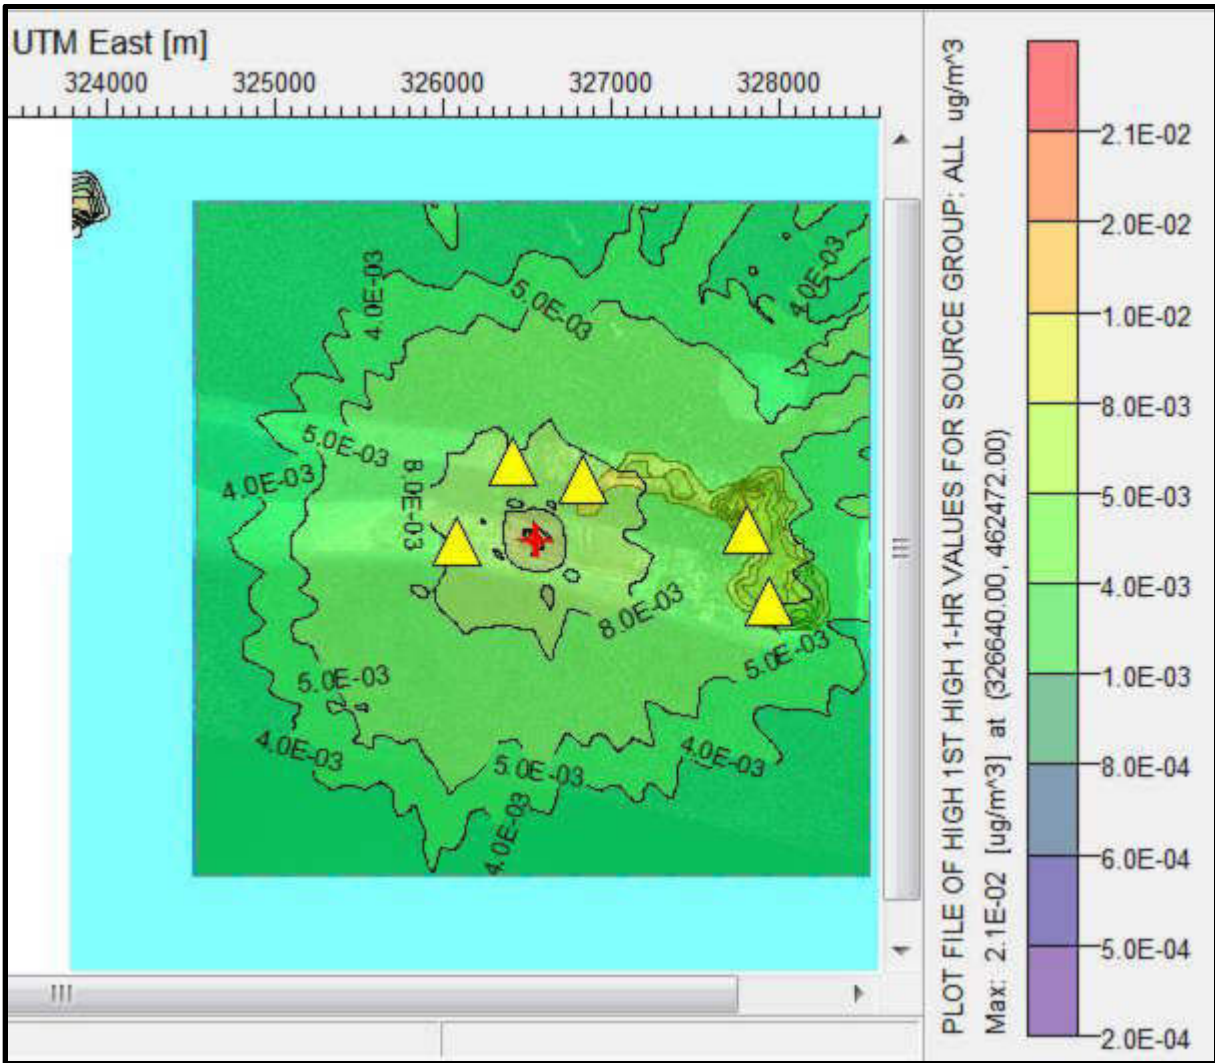 UTM East [m]
324000 325000 326000 327000 328000
4.0E-03
5.0E-03
4.0E-03
5.0E-03
8.0E-03
4.0E-03
8.0E-03
5.0E-03
5.0E-03
4.0E-03
5.0E-03
4.0E-03
4.0E-03
PLOT FILE OF HIGH 1ST HIGH 1-HR VALUES FOR SOURCE GROUP: ALL ug/m^3
Max: 2.1E-02 [ug/m^3] at (326640.00, 462472.00)
2.1E-02
2.0E-02
1.0E-02
8.0E-03
5.0E-03
4.0E-03
1.0E-03
8.0E-04
6.0E-04
5.0E-04
2.0E-04